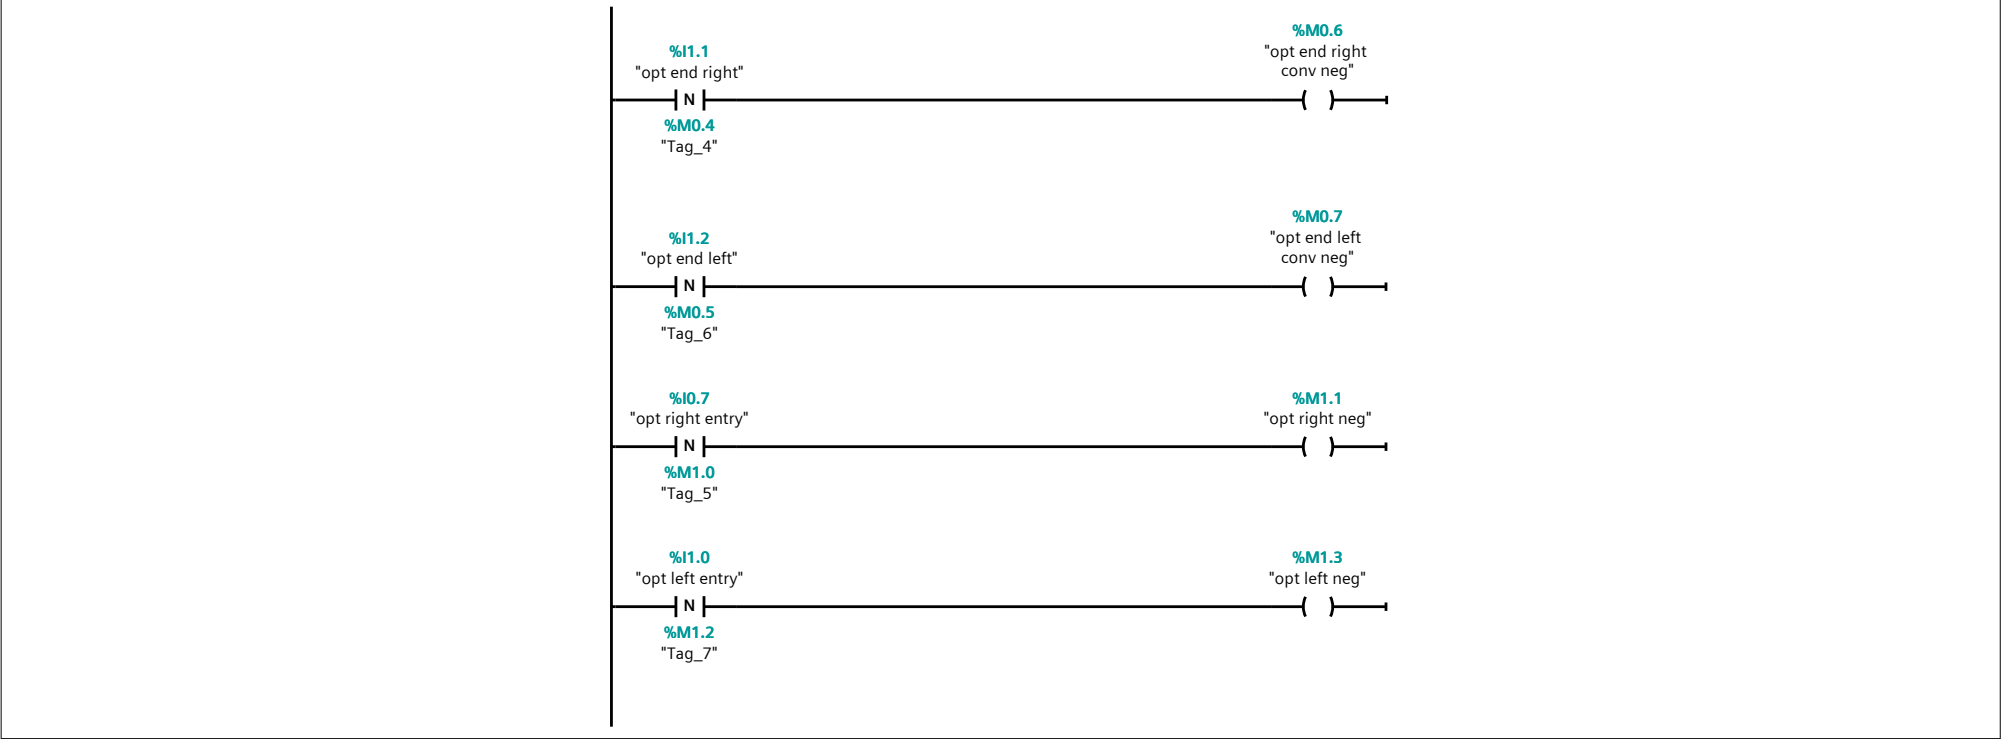 %M0.6
%I1.1
"opt end right
"opt end right"
conv neg"
N
%M0.4
"Tag_4"
%M0.7
%I1.2
"opt end left
"opt end left"
conv neg"
N
%M0.5
"Tag_6"
%I0.7
%M1.1
"opt right entry"
"opt right neg"
N
%M1.0
"Tag_5"
%I1.0
%M1.3
"opt left entry"
"opt left neg"
N
%M1.2
"Tag_7"